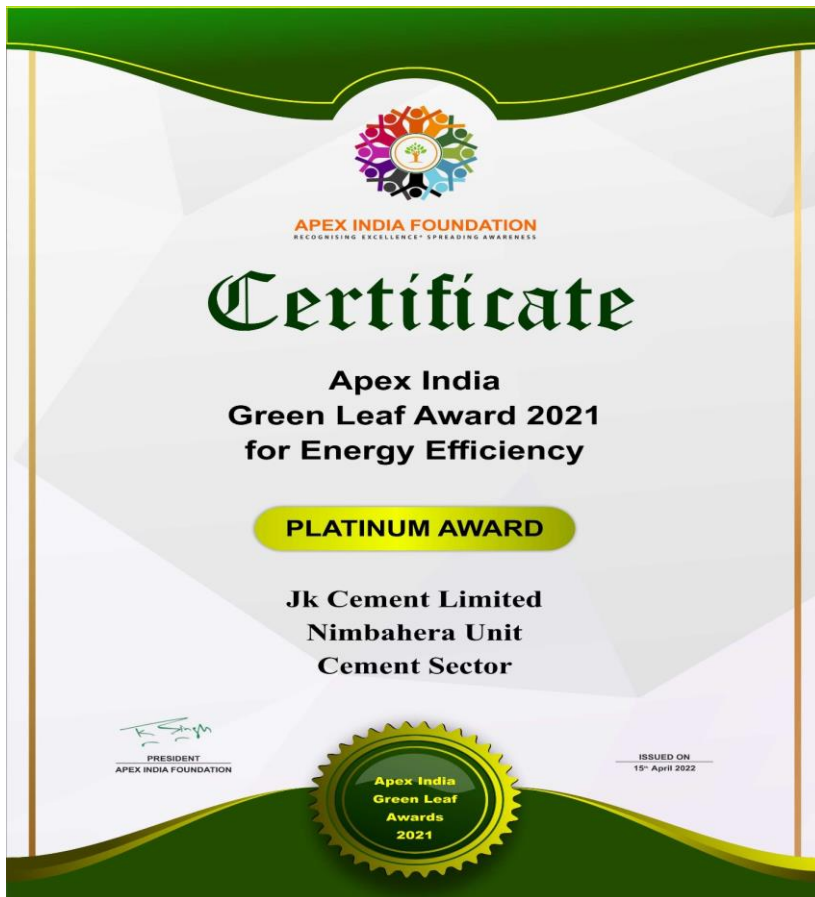 APEX INDIA FOUNDATION
RECOGNISING EXCELLENCE* SPREADING AWARENESS
Certificate
Apex India
Green Leaf Award 2021
for Energy Efficiency
PLATINUM AWARD
Jk Cement Limited
Nimbahera Unit
Cement Sector
TK Singh
PRESIDENT
APEX INDIA FOUNDATION
ISSUED ON
15th April 2022
Apex India
Green Leaf
Awards
2021